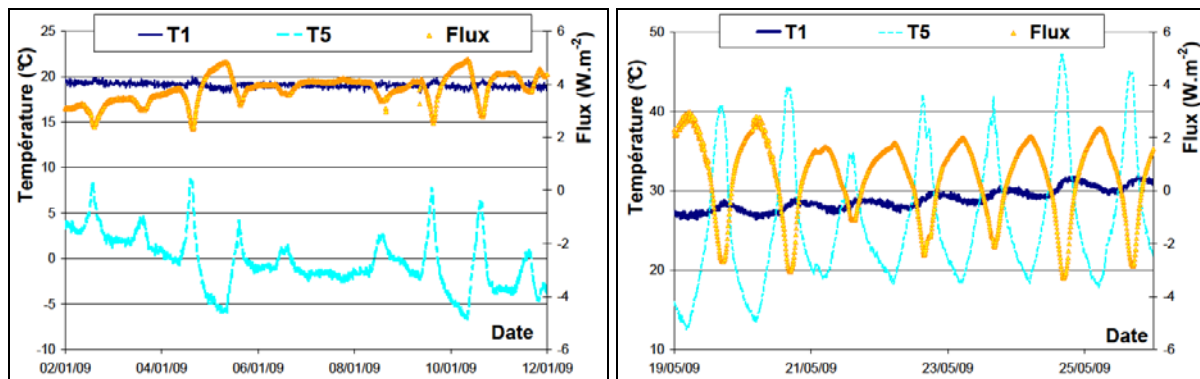 T1 T5 Flux
Température (°C)
25
20
15
10
5
0
-5
-10
Flux (W.m-2)
6
4
2
0
-2
-4
-6
Date
02/01/09 04/01/09 06/01/09 08/01/09 10/01/09 12/01/09
T1 T5 Flux
Température (°C)
50
40
30
20
10
Flux (W.m-2)
6
4
2
0
-2
-4
-6
Date
19/05/09 21/05/09 23/05/09 25/05/09